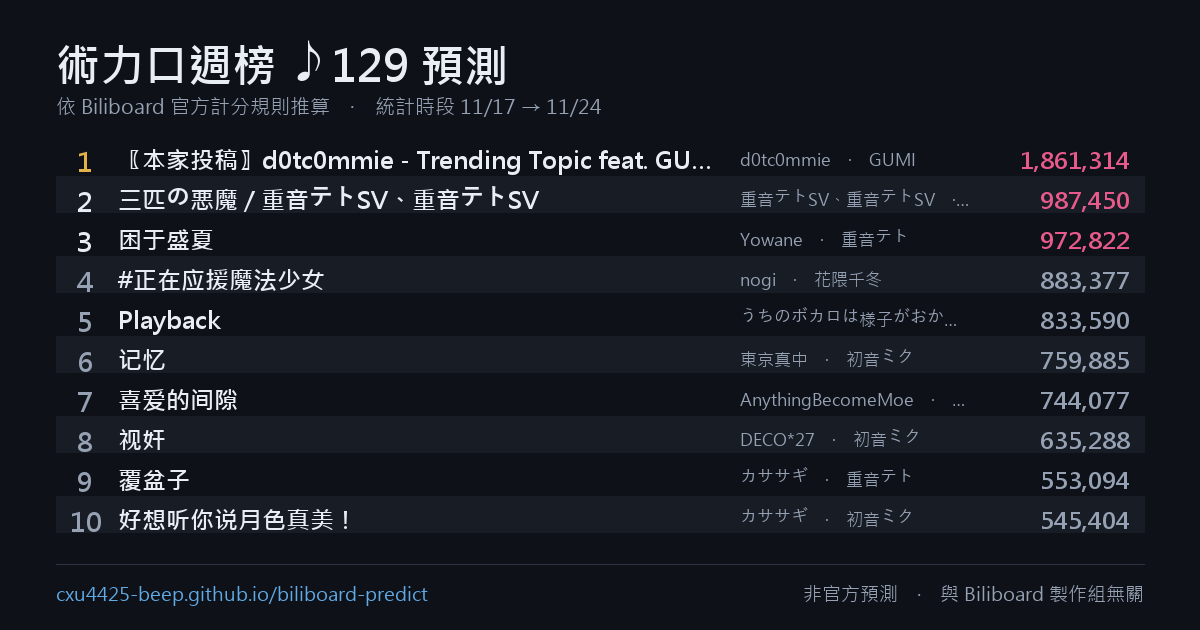 術力口週榜 ♪129 預測
依 Biliboard 官方計分規則推算 · 統計時段 11/17 → 11/24
1 〖本家投稿〗d0tc0mmie - Trending Topic feat. GU... d0tc0mmie · GUMI 1,861,314
2 三匹の悪魔 / 重音テトSV、重音テトSV 重音テトSV、重音テトSV ·... 987,450
3 困于盛夏 Yowane · 重音テト 972,822
4 #正在应援魔法少女 nogi · 花隈千冬 883,377
5 Playback うちのボカロは様子がおか... 833,590
6 记忆 東京真中 · 初音ミク 759,885
7 喜爱的间隙 AnythingBecomeMoe · ... 744,077
8 视奸 DECO*27 · 初音ミク 635,288
9 覆盆子 カササギ · 重音テト 553,094
10 好想听你说月色真美！ カササギ · 初音ミク 545,404
cxu4425-beep.github.io/biliboard-predict 非官方預測 · 與 Biliboard 製作組無關